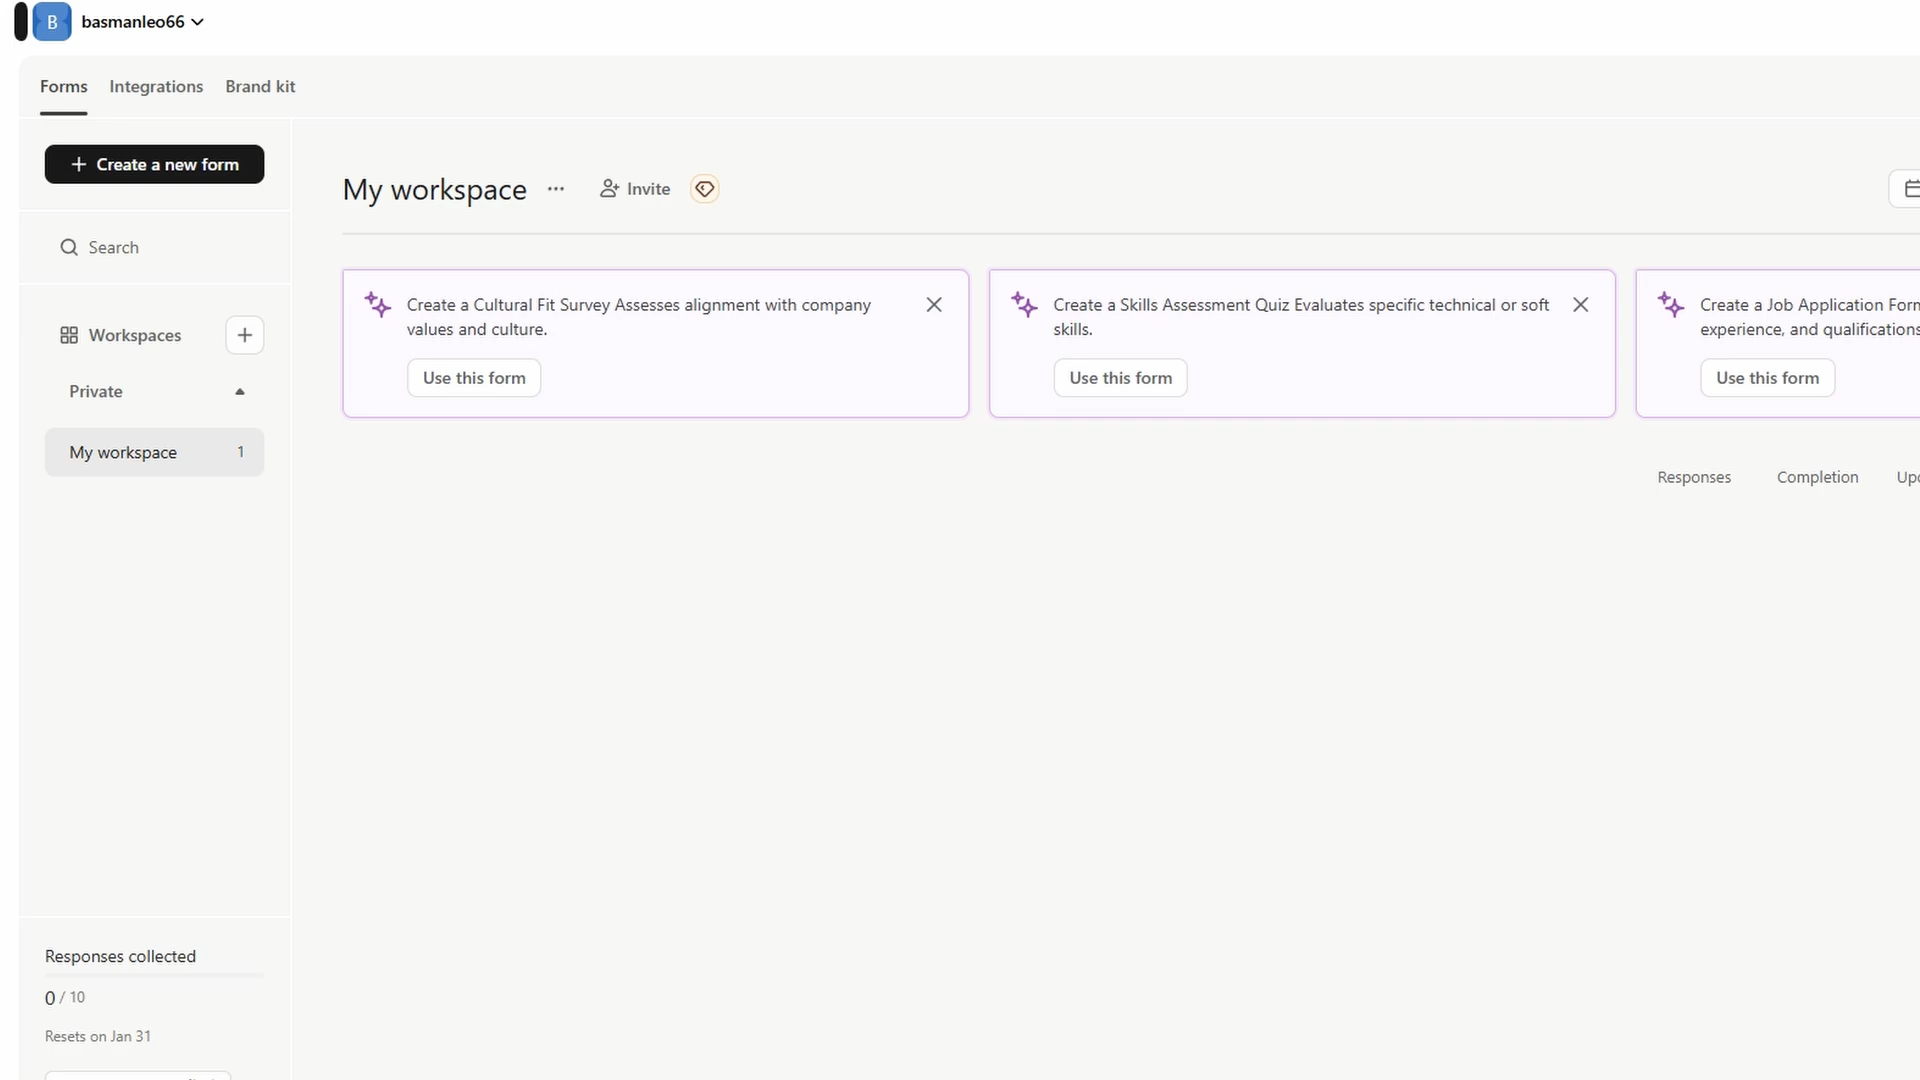 B basmanleo66
Forms Integrations Brand kit
Create a new form
Search
Workspaces
Private
My workspace 1
Responses collected
0 / 10
Resets on Jan 31
My workspace ... Invite
Create a Cultural Fit Survey Assesses alignment with company
values and culture.
Use this form
Create a Skills Assessment Quiz Evaluates specific technical or soft
skills.
Use this form
Create a Job Application Form
experience, and qualifications
Use this form
Responses Completion